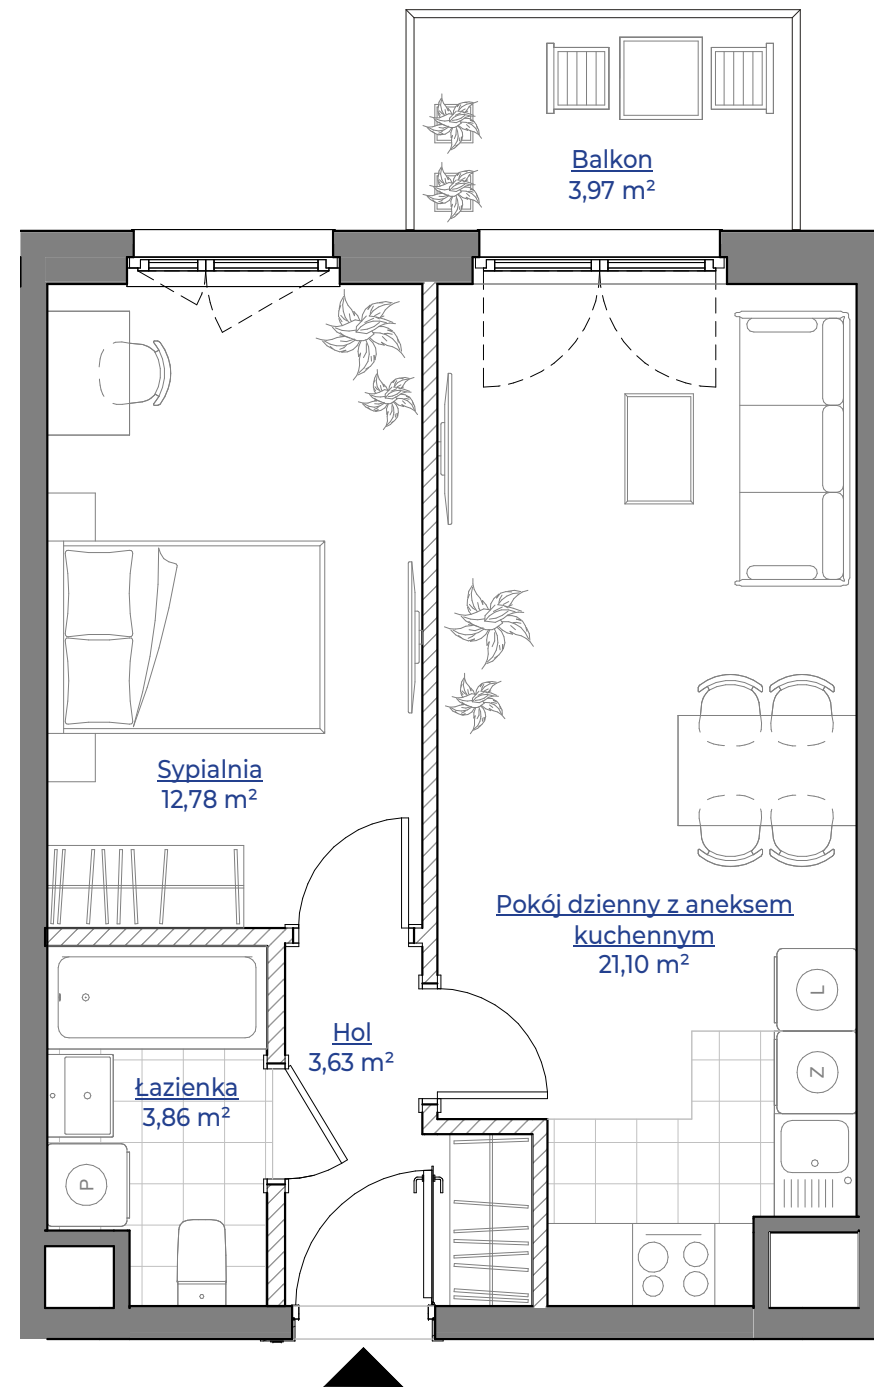 Balkon
3,97 m²
Sypialnia
12,78 m²
Pokój dzienny z aneksem
kuchennym
21,10 m²
L
Hol
3,63 m²
Z
Łazienka
3,86 m²
P